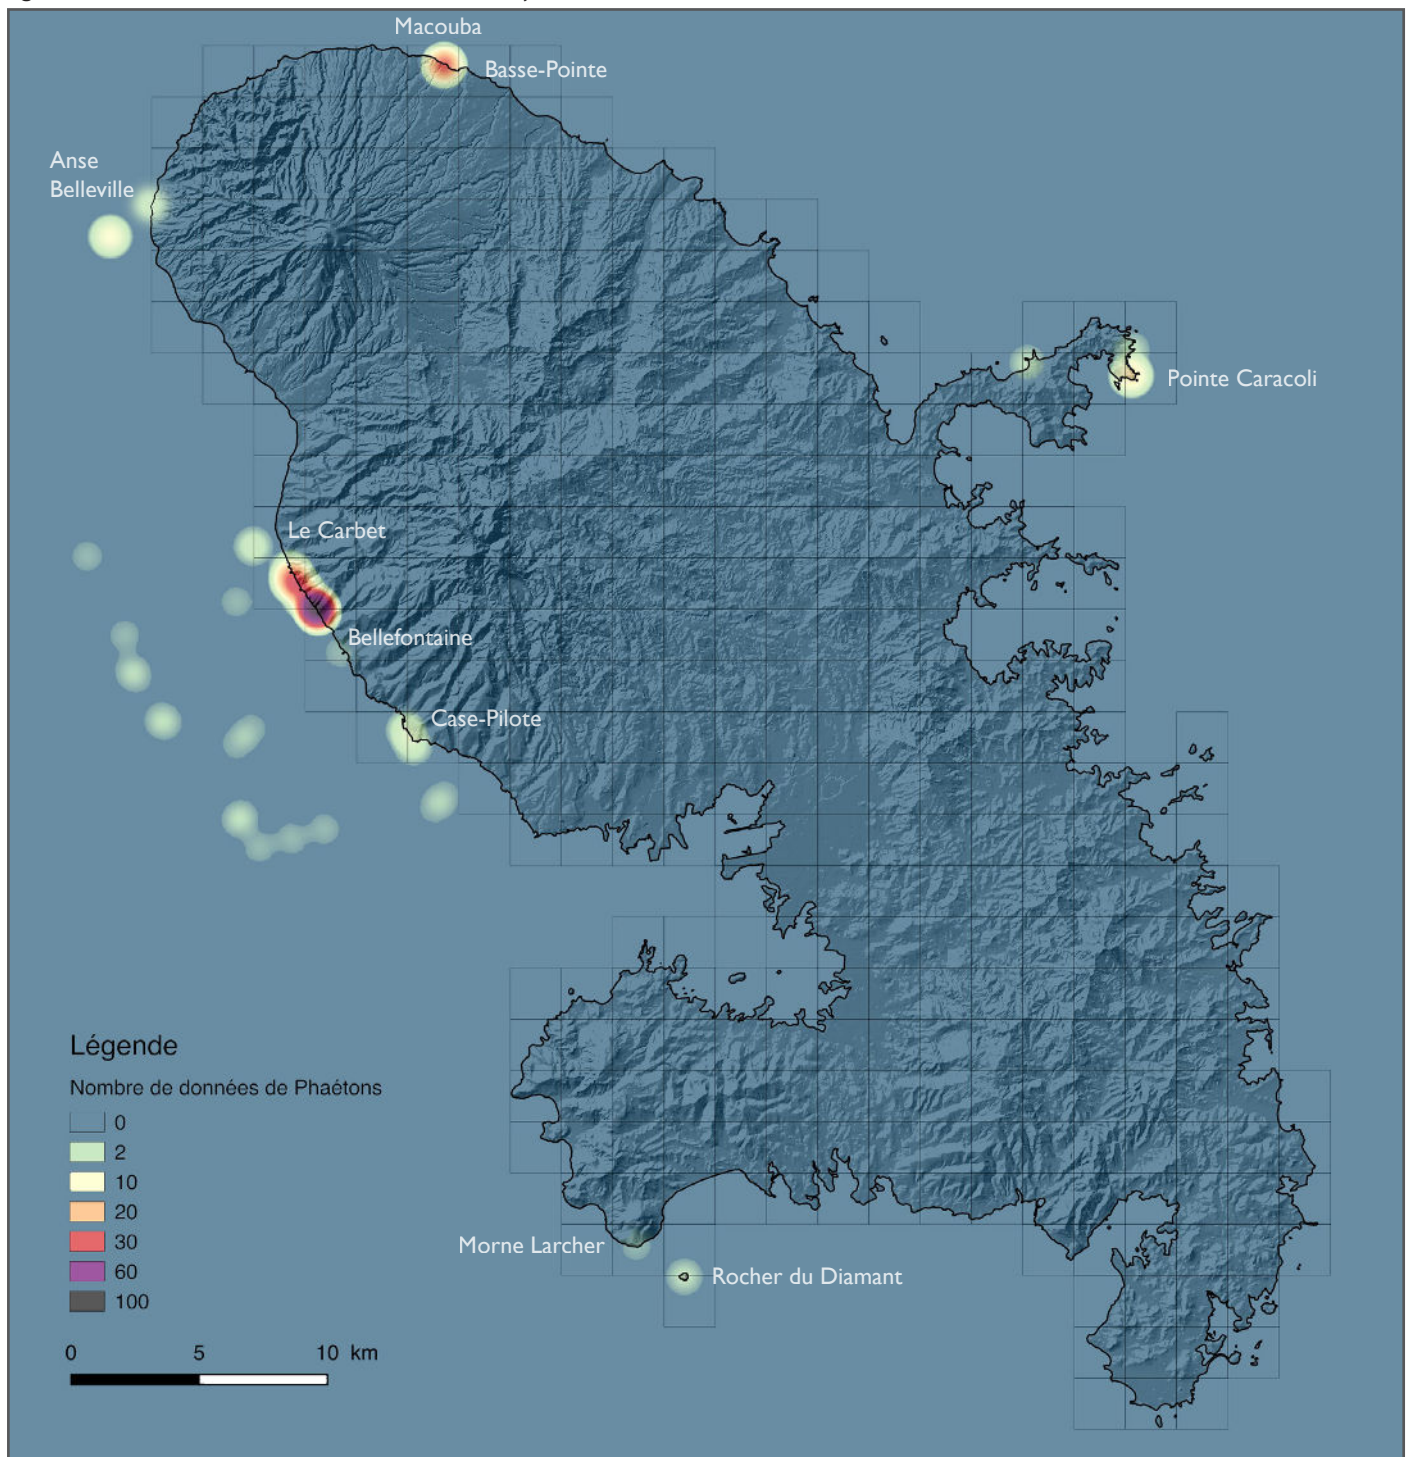 Macouba
Basse-Pointe
Anse
Belleville
Pointe Caracoli
Le Carbet
Bellefontaine
Case-Pilote
Légende
Nombre de données de Phaétons
0
2
10
20
30
60
100
Morne Larcher
Rocher du Diamant
0 5 10 km